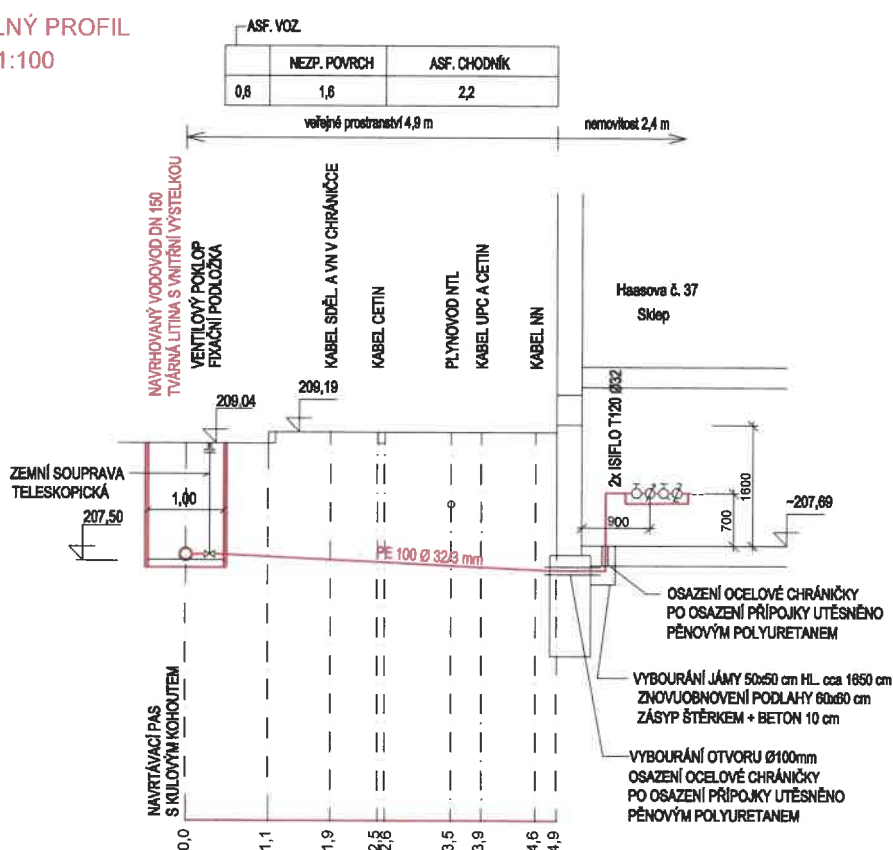 LNÝ PROFIL
1:100
ASF. VOZ.
NEZP. POVRCH
ASF. CHODNÍK
0,6
1,6
2,2
veřejné prostranství 4,9 m
nemovitost 2,4 m
NAVRHOVANÝ VODOVOD DN 150
TVÁRNÁ LITINA S VNITŘNÍ VÝSTELKOU
VENTILOVÝ POKLOP
FIXAČNÍ PODLOŽKA
KABEL SDĚL. A VN V CHRÁNIČCE
KABEL CETIN
PLYNOVOD NTL
KABEL UPC A CETIN
KABEL NN
Haasova č. 37
Sklep
209,04
209,19
2x ISIFLO T120 Ø32
ZEMNÍ SOUPRAVA
TELESKOPICKÁ
1,00
207,50
900
700
1600
~207,69
PE 100 Ø 32/3 mm
OSAZENÍ OCELOVÉ CHRÁNIČKY
PO OSAZENÍ PŘÍPOJKY UTĚSNĚNO
PĚNOVÝM POLYURETANEM
VYBOURÁNÍ JÁMY 50x50 cm HL. cca 1650 cm
ZNOVUOBNOVENÍ PODLAHY 60x60 cm
ZÁSYP ŠTĚRKEM + BETON 10 cm
VYBOURÁNÍ OTVORU Ø100mm
OSAZENÍ OCELOVÉ CHRÁNIČKY
PO OSAZENÍ PŘÍPOJKY UTĚSNĚNO
PĚNOVÝM POLYURETANEM
NAVRTÁVACÍ PAS
S KULOVÝM KOHOUTEM
0,0
1,1
1,9
2,5
2,6
3,5
3,9
4,6
4,9